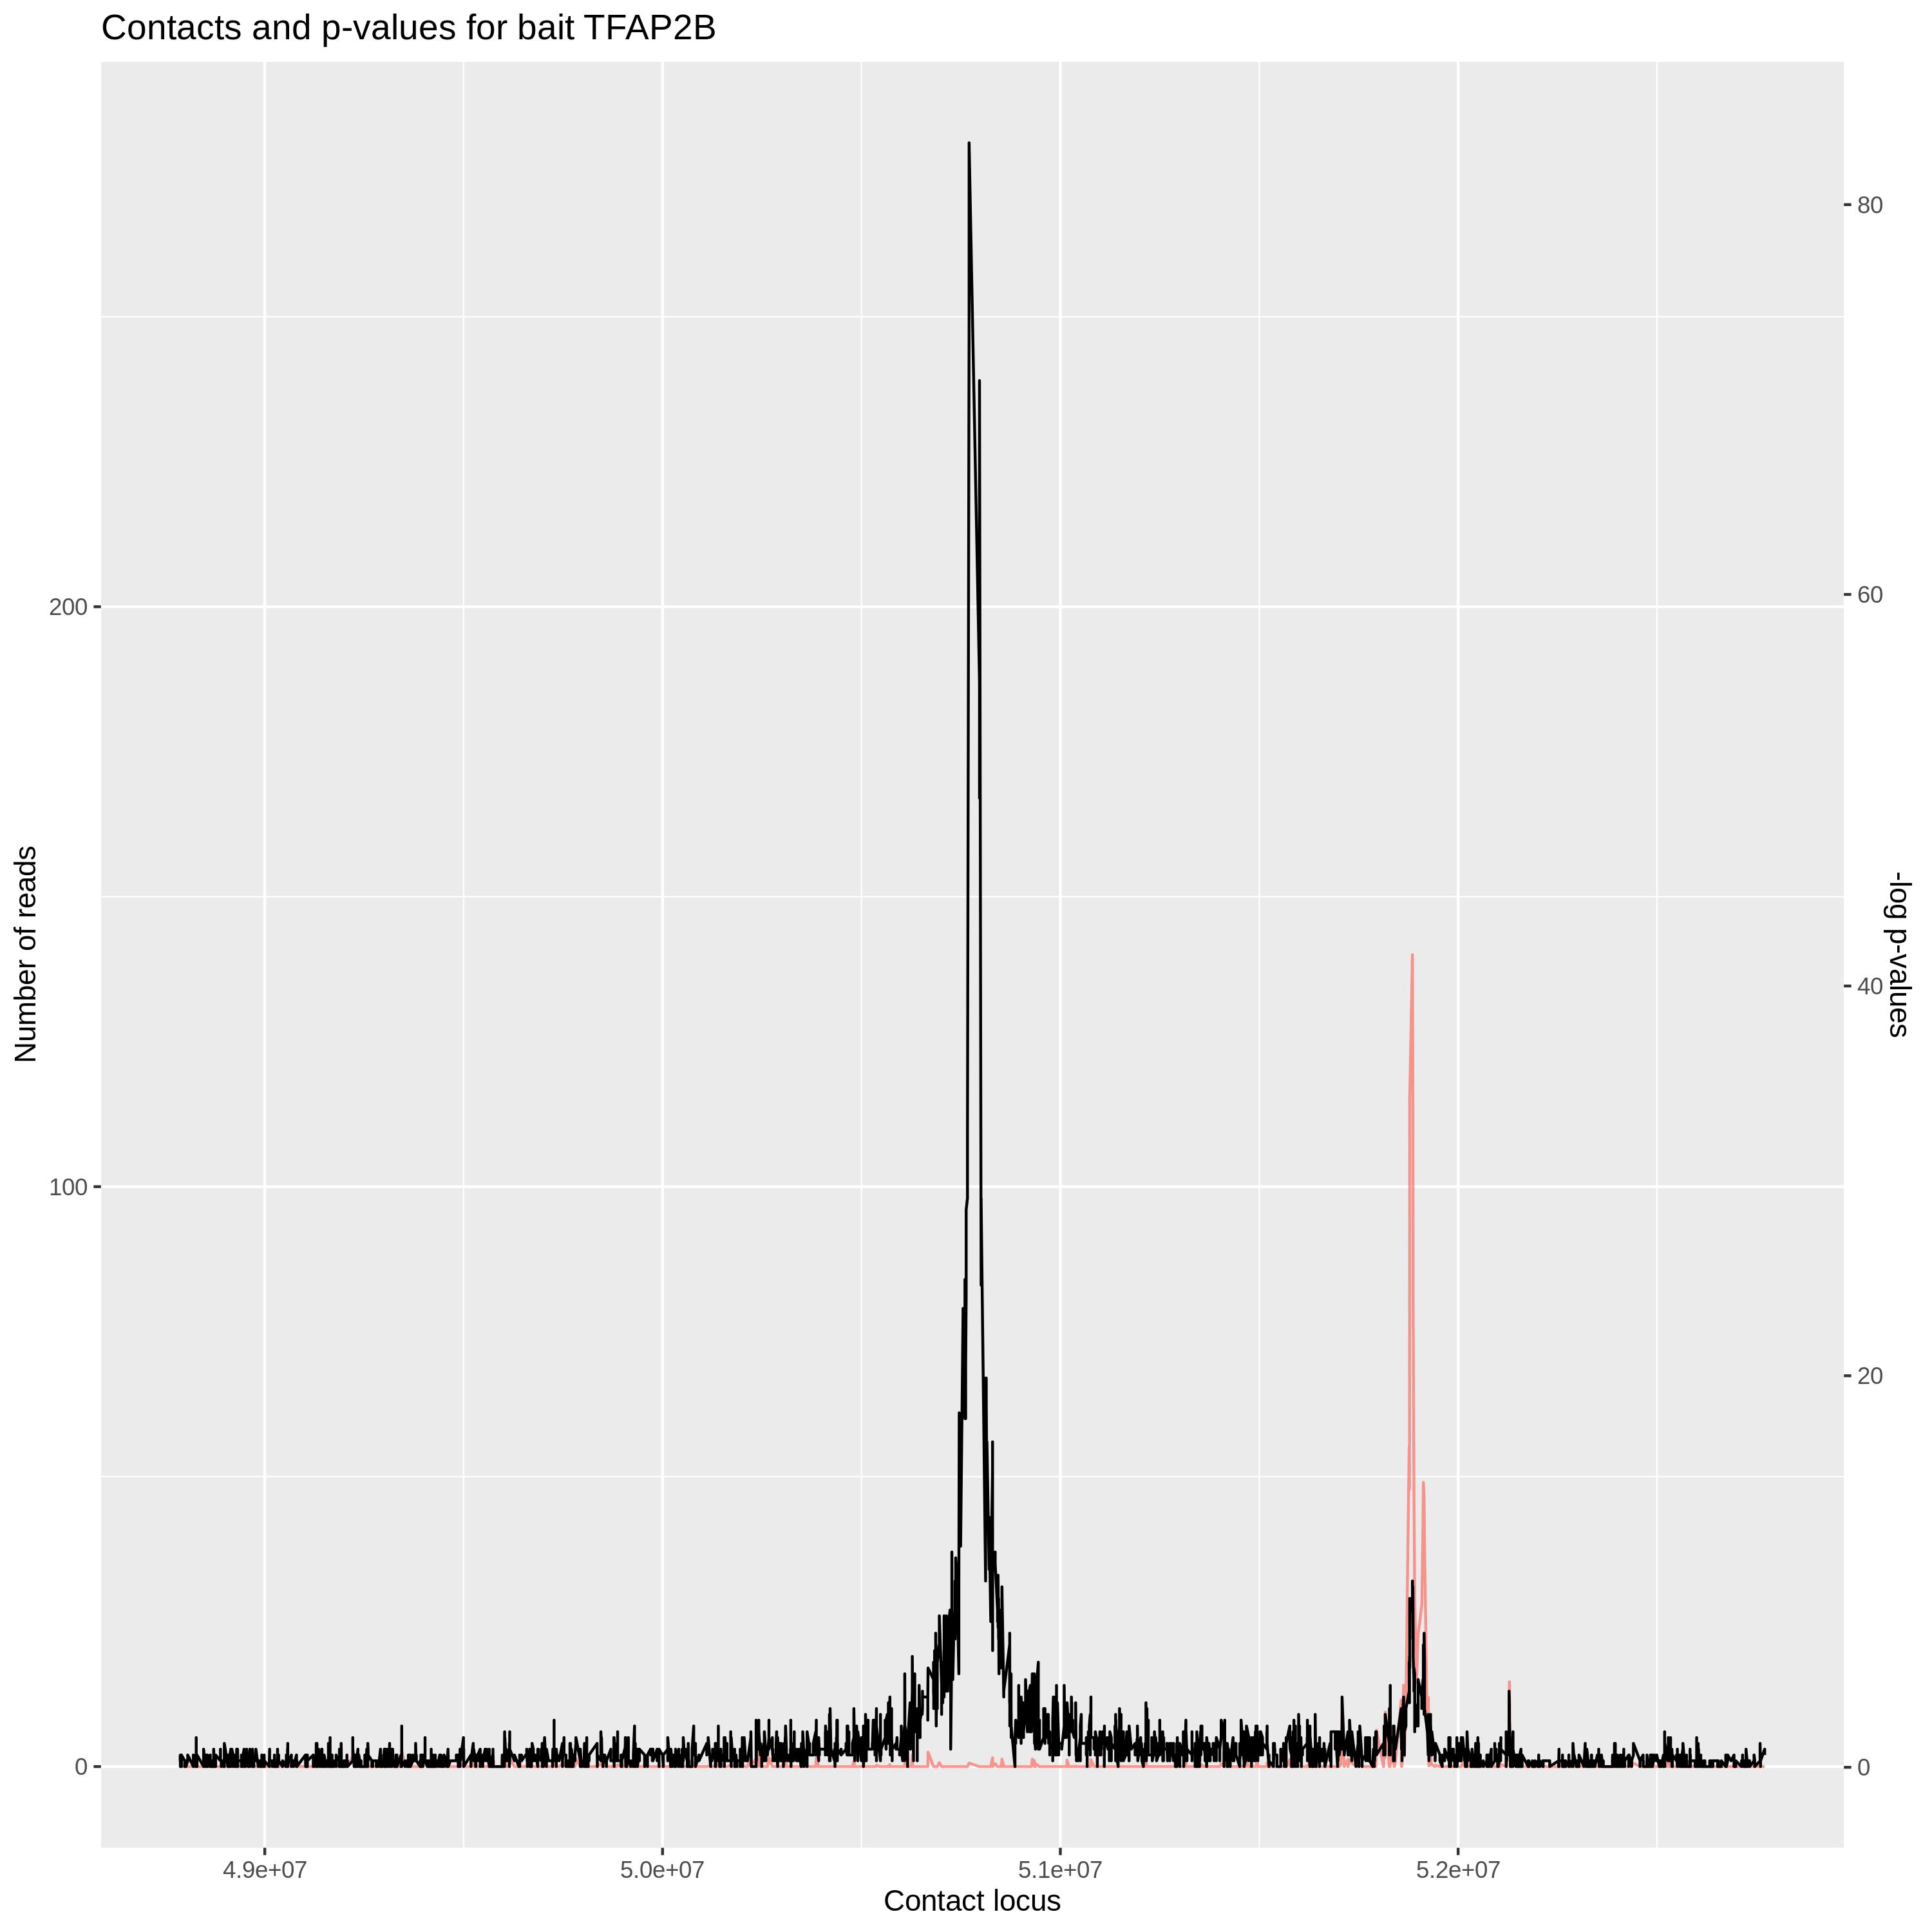 Contacts and p-values for bait TFAP2B
Number of reads
200
100
0
80
60
40
20
0
-log p-values
4.9e+07
5.0e+07
5.1e+07
5.2e+07
Contact locus